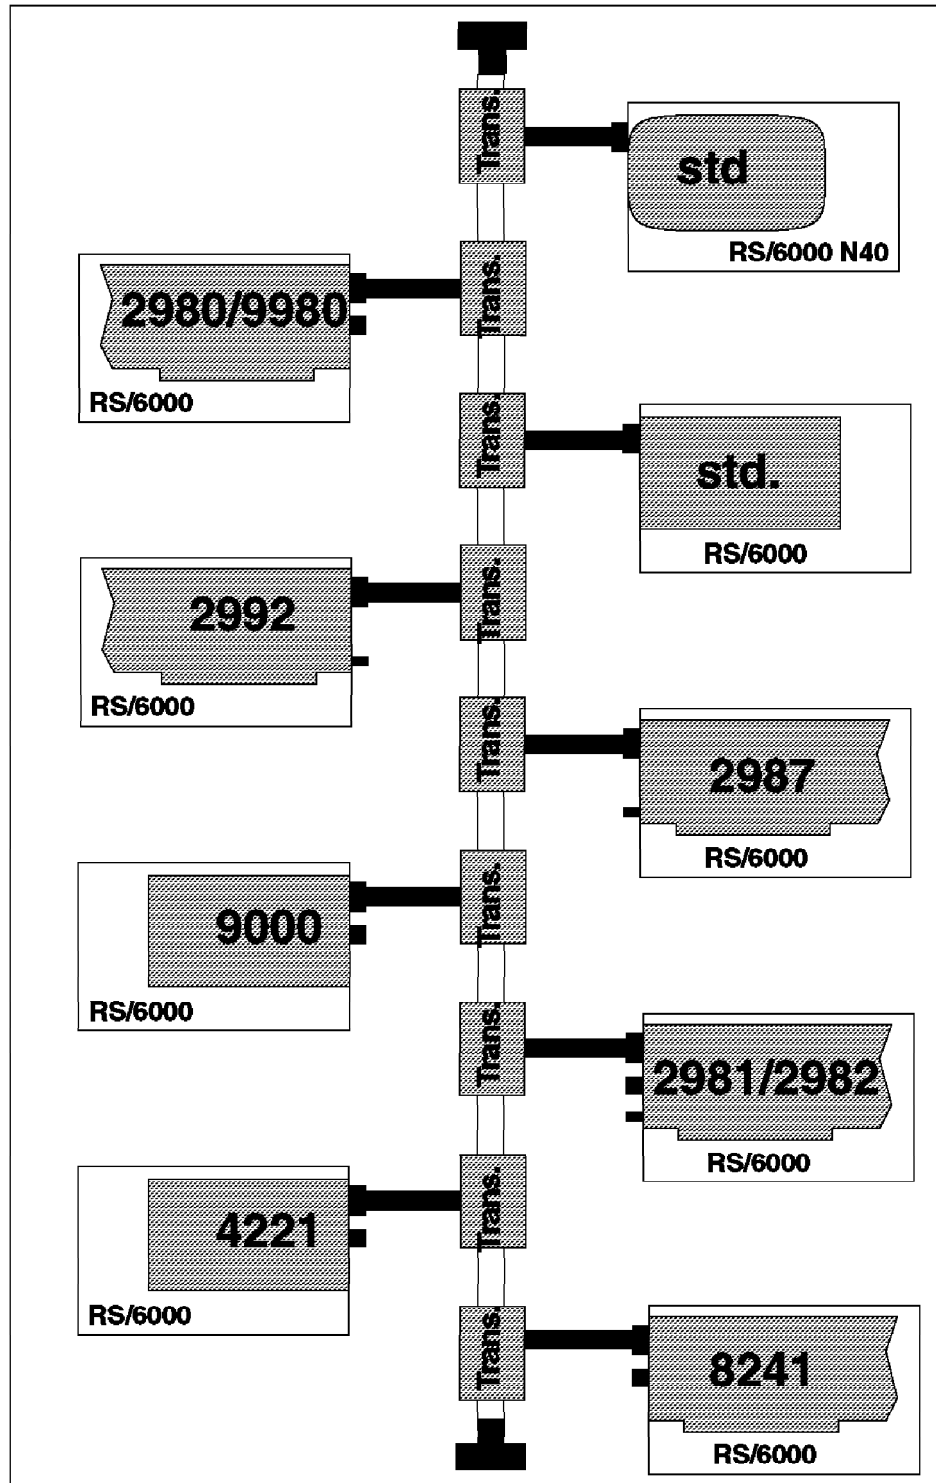 Trans.
std
RS/6000 N40
Trans.
2980/9980
RS/6000
Trans.
std.
RS/6000
Trans.
2992
RS/6000
Trans.
2987
RS/6000
Trans.
9000
RS/6000
Trans.
2981/2982
RS/6000
Trans.
4221
RS/6000
Trans.
8241
RS/6000